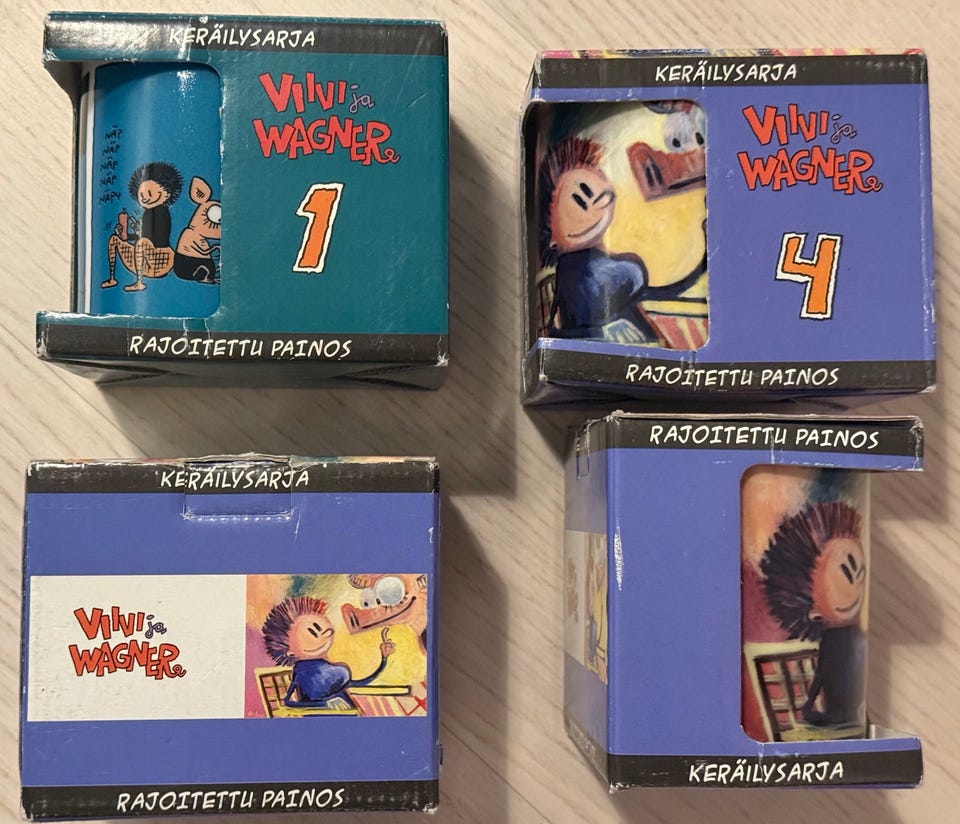 KERÄILYSARJA
VIIVI ja
WAGNER
1
NÄP
NÄP
NÄP
NÄP
NÄPY
RAJOITETTU PAINOS
KERÄILYSARJA
VIIVI ja
WAGNER
4
RAJOITETTU PAINOS
KERÄILYSARJA
VIIVI ja
WAGNER
RAJOITETTU PAINOS
RAJOITETTU PAINOS
KERÄILYSARJA